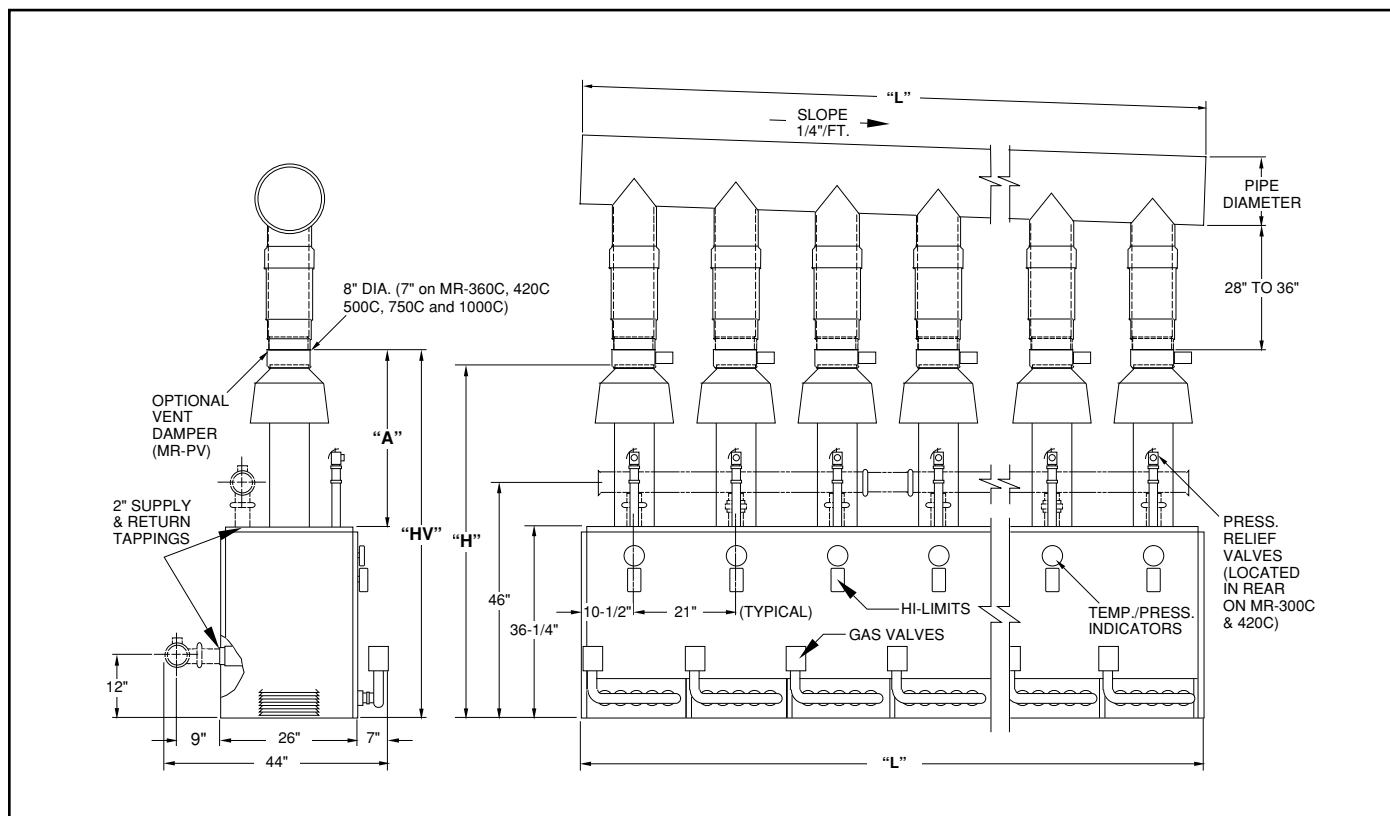 “L”
SLOPE
1/4"/FT.
PIPE
DIAMETER
28" TO 36"
8" DIA. (7" on MR-360C, 420C
500C, 750C and 1000C)
OPTIONAL
VENT
DAMPER
(MR-PV)
“A”
“HV”
“H”
2" SUPPLY
& RETURN
TAPPINGS
46"
36-1/4"
10-1/2"
21"
(TYPICAL)
HI-LIMITS
GAS VALVES
TEMP./PRESS.
INDICATORS
PRESS.
RELIEF
VALVES
(LOCATED
IN REAR
ON MR-300C
& 420C)
12"
9"
26"
7"
44"
“L”